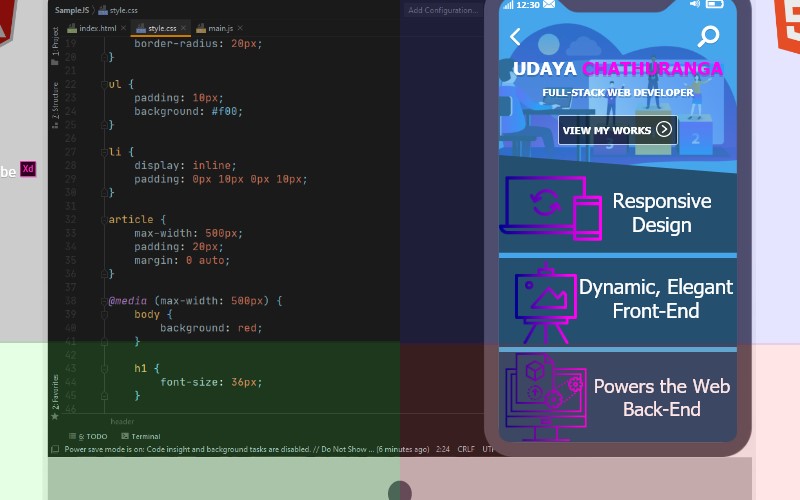 SampleJS
style.css
Add Configuration...
index.html
style.css
main.js
1: Project
2: Structure
2: Favorites
19 border-radius: 20px;
20 }
21
22 ul {
23 padding: 10px;
24 background: #f00;
25 }
26
27 li {
28 display: inline;
29 padding: 0px 10px 0px 10px;
30 }
31
32 article {
33 max-width: 500px;
34 padding: 20px;
35 margin: 0 auto;
36 }
37
38 @media (max-width: 500px) {
39 body {
40 background: red;
41 }
42
43 h1 {
44 font-size: 36px;
45 }
46
header
6: TODO
Terminal
Power save mode is on: Code insight and background tasks are disabled. // Do Not Show ... (6 minutes ago) 2:24 CRLF UT
be Xd
12:30
UDAYA CHATHURANGA
FULL-STACK WEB DEVELOPER
VIEW MY WORKS
3
2
Responsive
Design
Dynamic, Elegant
Front-End
Powers the Web
Back-End